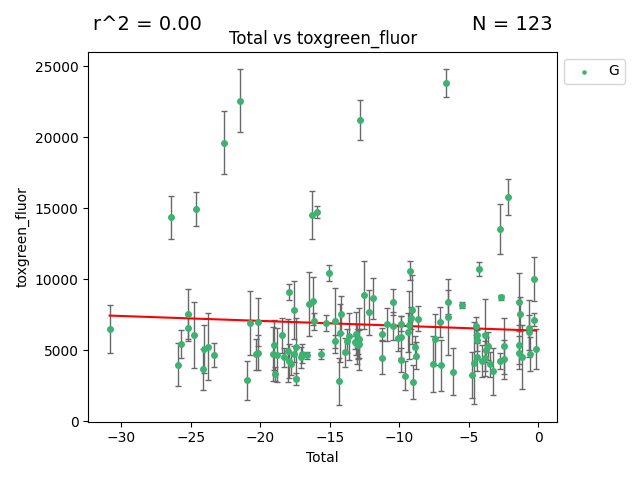 r^2 = 0.00
N = 123
Total vs toxgreen_fluor
G
25000
20000
15000
10000
5000
0
toxgreen_fluor
−30
−25
−20
−15
−10
−5
0
Total